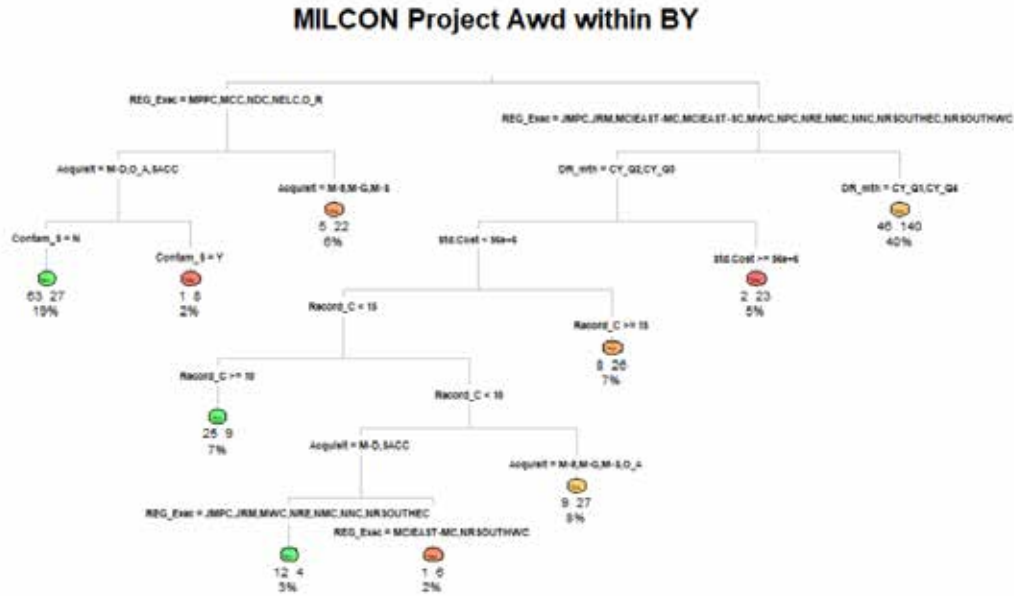 MILCON Project Awd within BY
REG_Exec = MPPC,MCC,NDC,NELC,O_R
REG_Exec = JMPC,JRM,MCIEAST-MC,MCIEAST-SC,MWC,NPC,NRE,NMC,NNC,NRSOUTHEC,NRSOUTHWC
Acquisit = M-D,O_A,SACC
DR_mth = CY_Q2,CY_Q3
Acquisit = M-8,M-G,M-S
5 22
6%
DR_mth = CY_Q1,CY_Q4
46 140
40%
Contam_S = N
63 27
19%
Contam_S = Y
1 8
2%
Std.Cost < 56e+6
Std.Cost >= 56e+6
2 23
5%
Record_C < 15
Record_C >= 15
8 26
7%
Record_C >= 10
25 9
7%
Record_C < 10
Acquisit = M-D,SACC
Acquisit = M-8,M-G,M-S,O_A
9 27
8%
REG_Exec = JMPC,JRM,MWC,NRE,NMC,NNC,NRSOUTHEC
12 4
3%
REG_Exec = MCIEAST-MC,NRSOUTHWC
1 6
2%